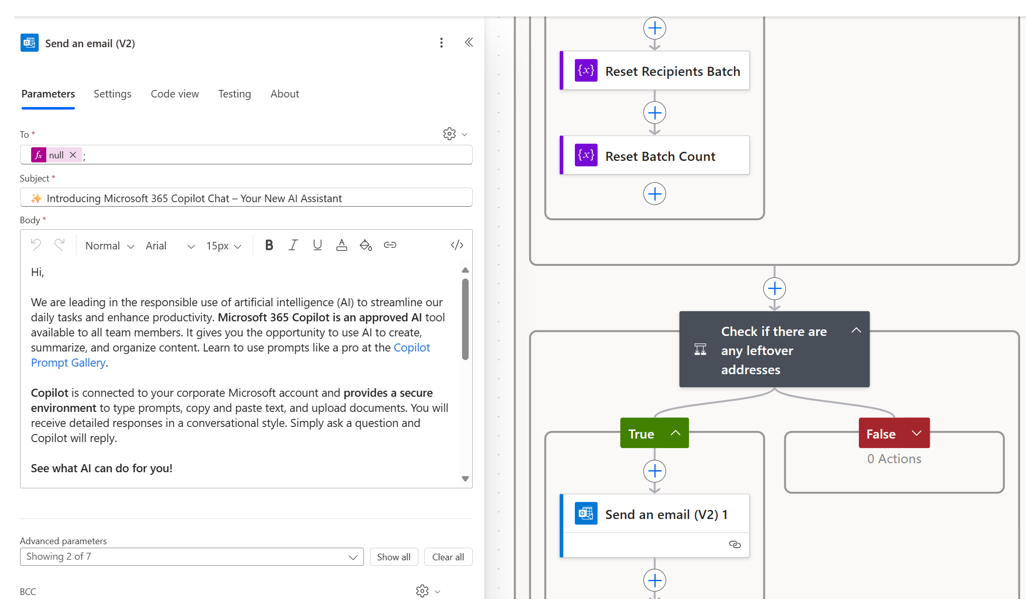 Send an email (V2)
Parameters
Settings
Code view
Testing
About
To *
fx null ✕ ;
Subject *
✨ Introducing Microsoft 365 Copilot Chat – Your New AI Assistant
Body *
Normal
Arial
15px
B
I
U
A
</>
Hi,
We are leading in the responsible use of artificial intelligence (AI) to streamline our
daily tasks and enhance productivity. Microsoft 365 Copilot is an approved AI tool
available to all team members. It gives you the opportunity to use AI to create,
summarize, and organize content. Learn to use prompts like a pro at the Copilot
Prompt Gallery.
Copilot is connected to your corporate Microsoft account and provides a secure
environment to type prompts, copy and paste text, and upload documents. You will
receive detailed responses in a conversational style. Simply ask a question and
Copilot will reply.
See what AI can do for you!
Advanced parameters
Showing 2 of 7
Show all
Clear all
BCC
{x} Reset Recipients Batch
{x} Reset Batch Count
Check if there are
any leftover
addresses
True
False
0 Actions
Send an email (V2) 1